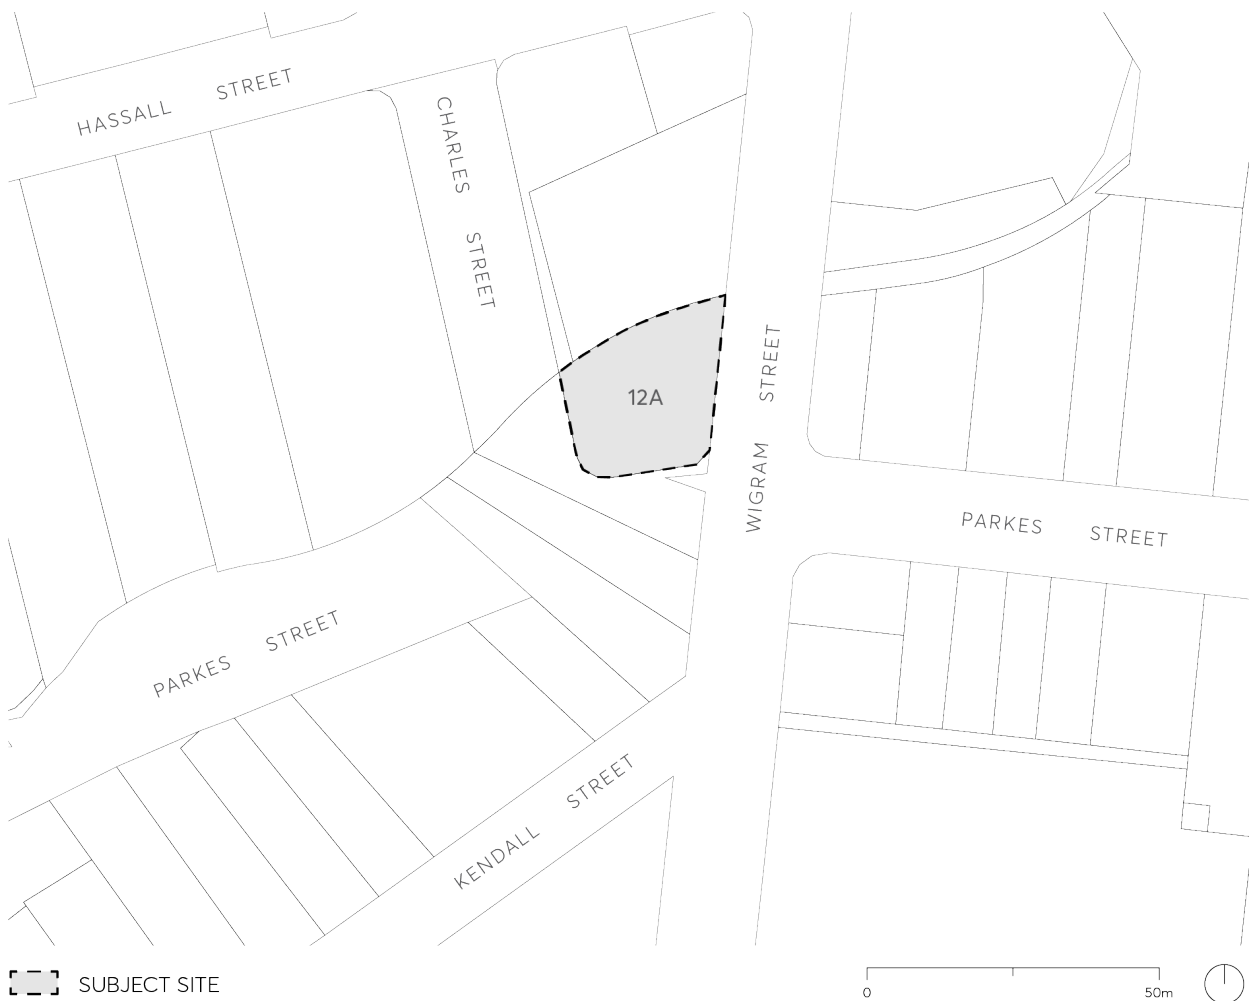 HASSALL STREET
CHARLES STREET
12A
WIGRAM STREET
PARKES STREET
PARKES STREET
KENDALL STREET
SUBJECT SITE
0 50m